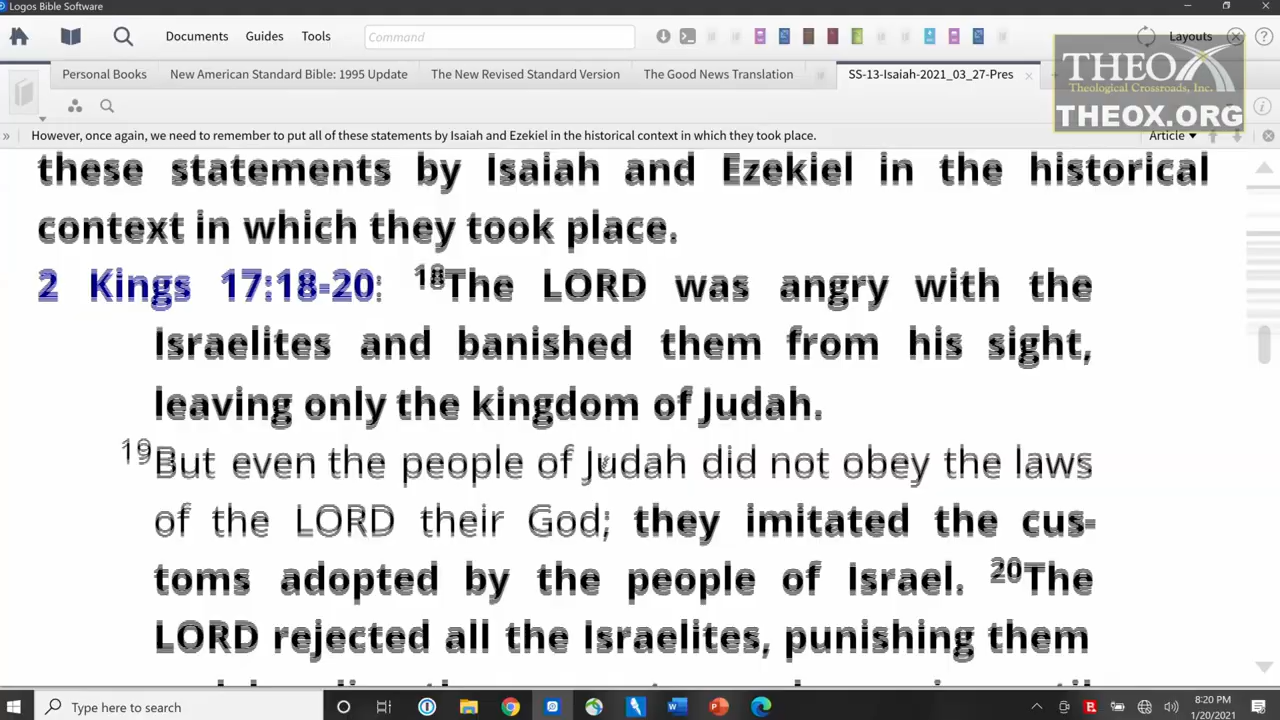 Logos Bible Software
Documents Guides Tools Command Layouts
THEOX
Theological Crossroads, Inc.
THEOX.ORG
Personal Books New American Standard Bible: 1995 Update The New Revised Standard Version The Good News Translation SS-13-Isaiah-2021_03_27-Pres
However, once again, we need to remember to put all of these statements by Isaiah and Ezekiel in the historical context in which they took place. Article
these statements by Isaiah and Ezekiel in the historical
context in which they took place.
2 Kings 17:18-20: 18The LORD was angry with the
Israelites and banished them from his sight,
leaving only the kingdom of Judah.
19But even the people of Judah did not obey the laws
of the LORD their God; they imitated the cus-
toms adopted by the people of Israel. 20The
LORD rejected all the Israelites, punishing them
Type here to search
8:20 PM
1/20/2021